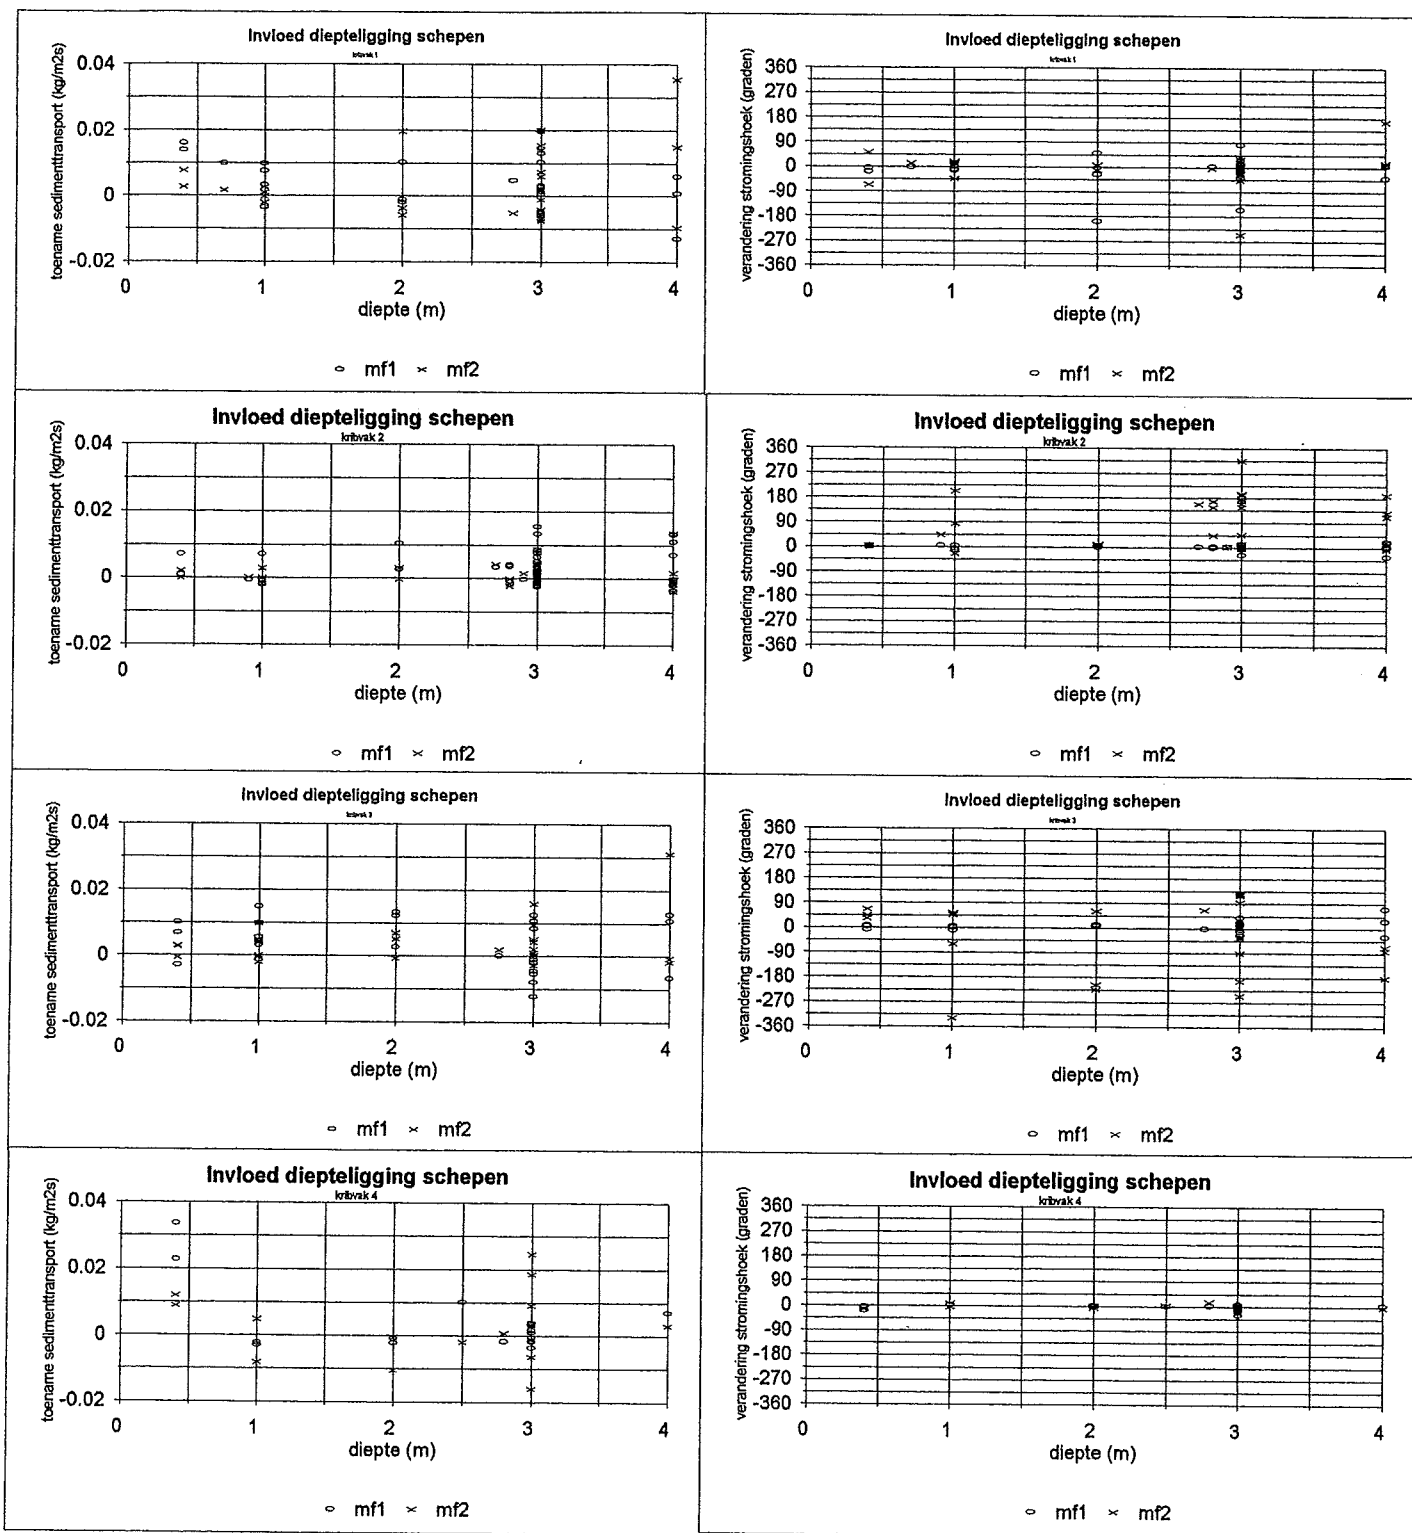 Invloed diepteligging schepen
kribvak 1
toename sedimenttransport (kg/m2s)
0.04
0.02
0
-0.02
0 1 2 3 4
diepte (m)
mf1 mf2
Invloed diepteligging schepen
kribvak 1
verandering stromingshoek (graden)
360
270
180
90
0
-90
-180
-270
-360
0 1 2 3 4
diepte (m)
mf1 mf2
Invloed diepteligging schepen
kribvak 2
toename sedimenttransport (kg/m2s)
0.04
0.02
0
-0.02
0 1 2 3 4
diepte (m)
mf1 mf2
Invloed diepteligging schepen
kribvak 2
verandering stromingshoek (graden)
360
270
180
90
0
-90
-180
-270
-360
0 1 2 3 4
diepte (m)
mf1 mf2
Invloed diepteligging schepen
kribvak 3
toename sedimenttransport (kg/m2s)
0.04
0.02
0
-0.02
0 1 2 3 4
diepte (m)
mf1 mf2
Invloed diepteligging schepen
kribvak 3
verandering stromingshoek (graden)
360
270
180
90
0
-90
-180
-270
-360
0 1 2 3 4
diepte (m)
mf1 mf2
Invloed diepteligging schepen
kribvak 4
toename sedimenttransport (kg/m2s)
0.04
0.02
0
-0.02
0 1 2 3 4
diepte (m)
mf1 mf2
Invloed diepteligging schepen
kribvak 4
verandering stromingshoek (graden)
360
270
180
90
0
-90
-180
-270
-360
0 1 2 3 4
diepte (m)
mf1 mf2